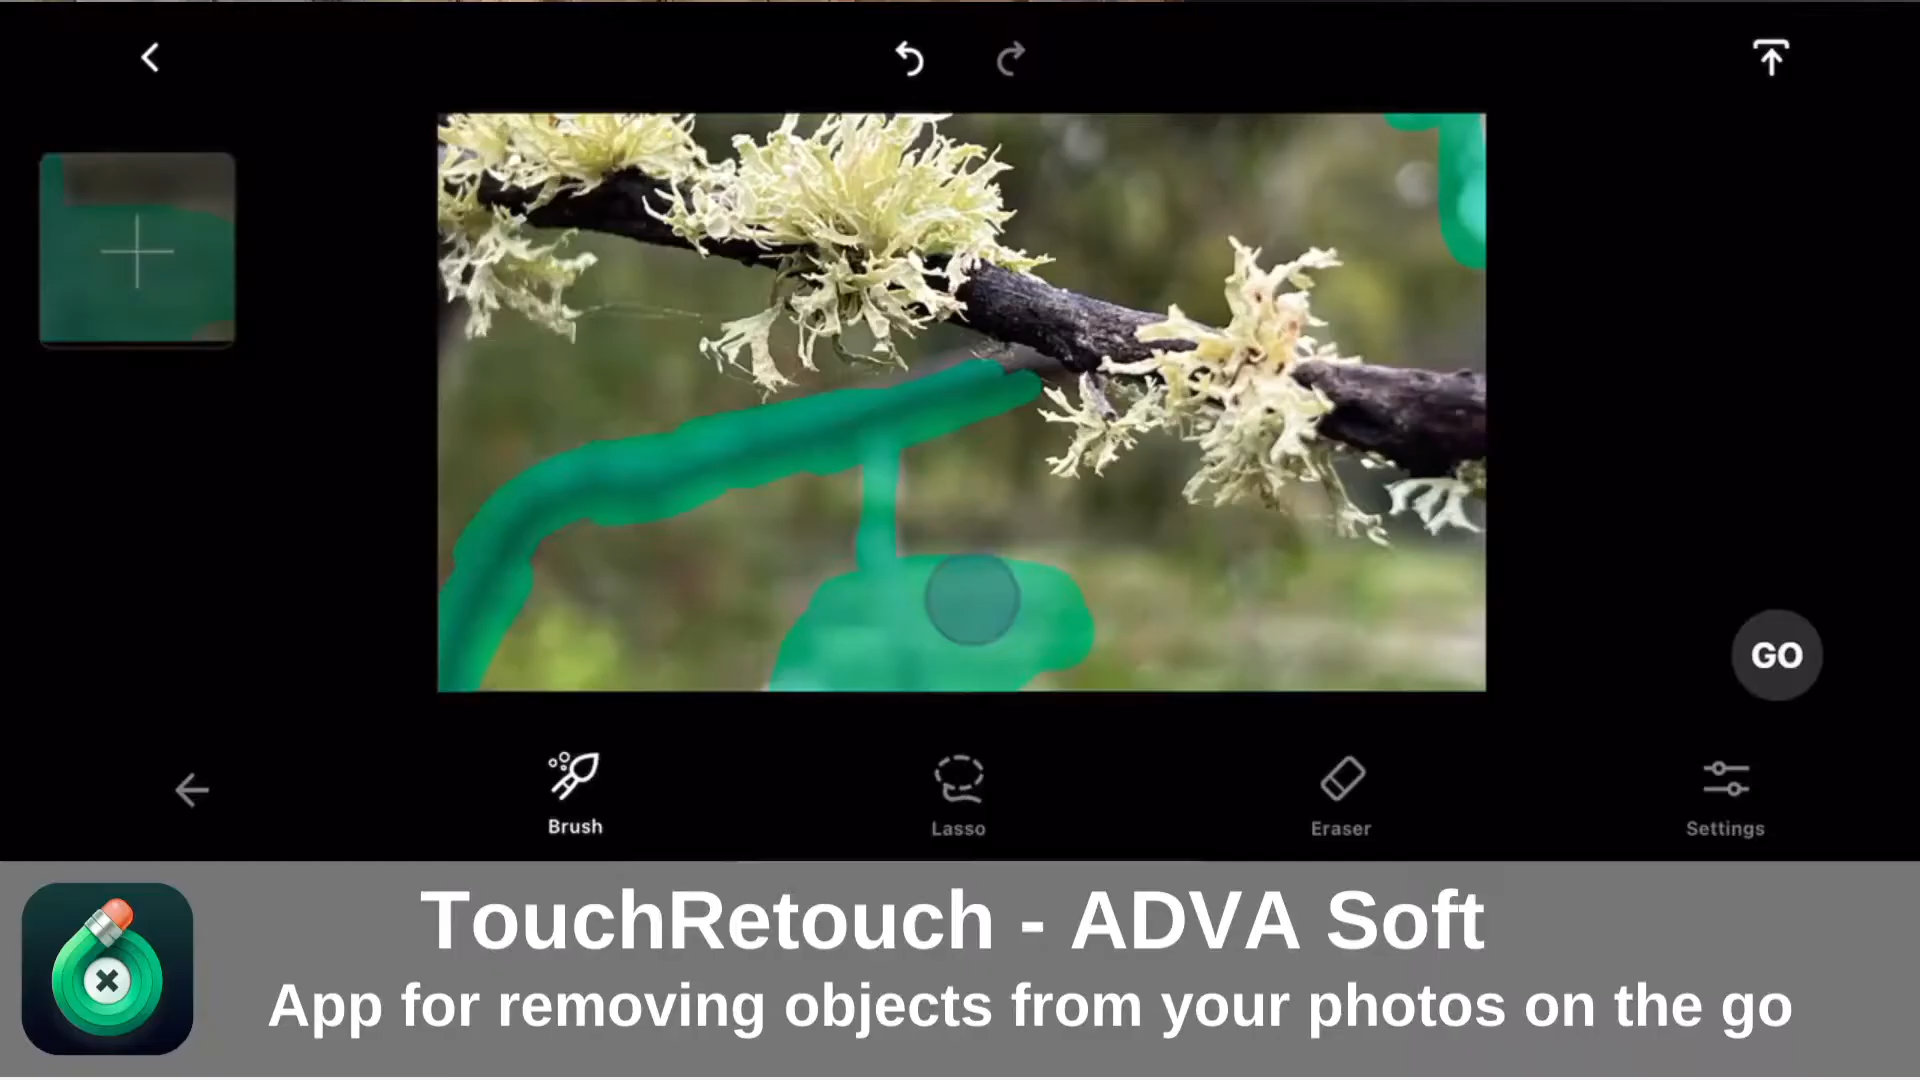 GO
Brush
Lasso
Eraser
Settings
TouchRetouch - ADVA Soft
App for removing objects from your photos on the go